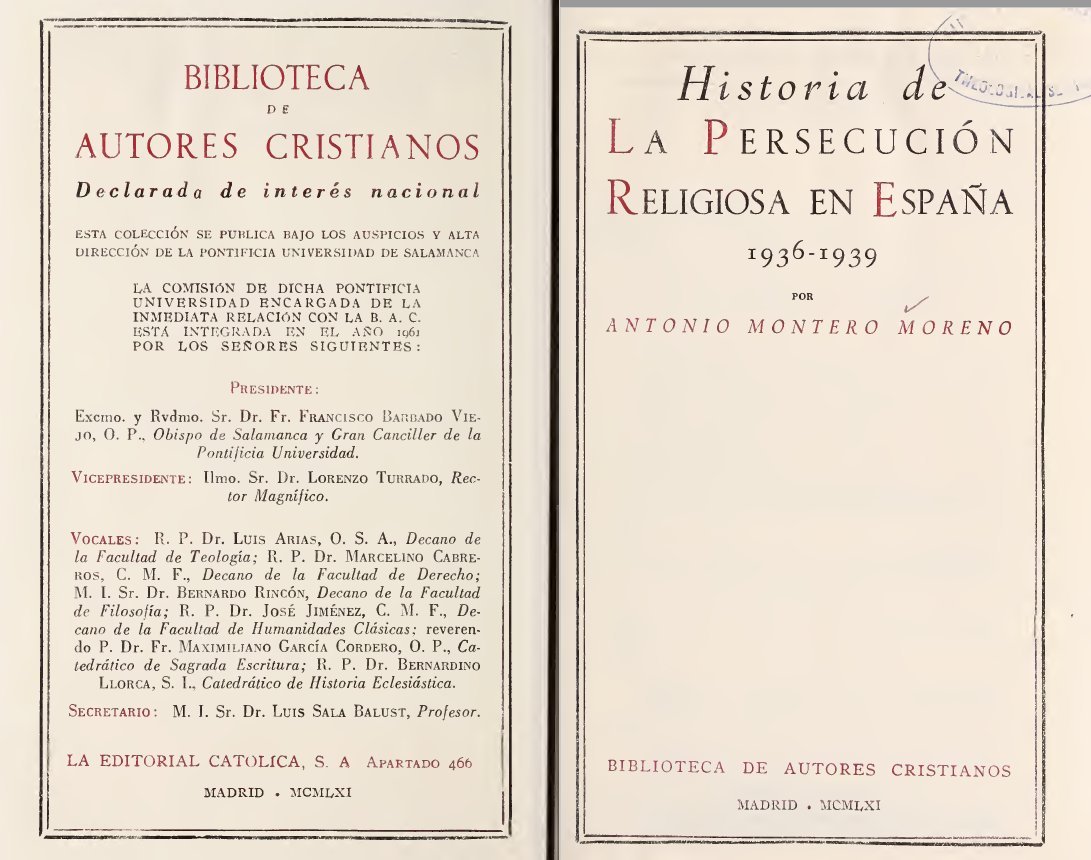 BIBLIOTECA
DE
AUTORES CRISTIANOS
Declarada de interés nacional
ESTA COLECCIÓN SE PUBLICA BAJO LOS AUSPICIOS Y ALTA
DIRECCIÓN DE LA PONTIFICIA UNIVERSIDAD DE SALAMANCA
LA COMISIÓN DE DICHA PONTIFICIA
UNIVERSIDAD ENCARGADA DE LA
INMEDIATA RELACIÓN CON LA B. A. C.
ESTÁ INTEGRADA EN EL AÑO 1961
POR LOS SEÑORES SIGUIENTES:
PRESIDENTE:
Excmo. y Rvdmo. Sr. Dr. Fr. FRANCISCO BARBADO VIE-
JO, O. P., Obispo de Salamanca y Gran Canciller de la
Pontificia Universidad.
VICEPRESIDENTE: Ilmo. Sr. Dr. LORENZO TURRADO, Rec-
tor Magnífico.
VOCALES: R. P. Dr. LUIS ARIAS, O. S. A., Decano de
la Facultad de Teología; R. P. Dr. MARCELINO CABRE-
ROS, C. M. F., Decano de la Facultad de Derecho;
M. I. Sr. Dr. BERNARDO RINCÓN, Decano de la Facultad
de Filosofía; R. P. Dr. JOSÉ JIMÉNEZ, C. M. F., De-
cano de la Facultad de Humanidades Clásicas; reveren-
do P. Dr. Fr. MAXIMILIANO GARCÍA CORDERO, O. P., Ca-
tedrático de Sagrada Escritura; R. P. Dr. BERNARDINO
LLORCA, S. I., Catedrático de Historia Eclesiástica.
SECRETARIO: M. I. Sr. Dr. LUIS SALA BALUST, Profesor.
LA EDITORIAL CATOLICA, S. A APARTADO 466
MADRID . MCMLXI
Historia de
LA PERSECUCIÓN
RELIGIOSA EN ESPAÑA
1936-1939
POR
ANTONIO MONTERO MORENO
BIBLIOTECA DE AUTORES CRISTIANOS
MADRID . MCMLXI